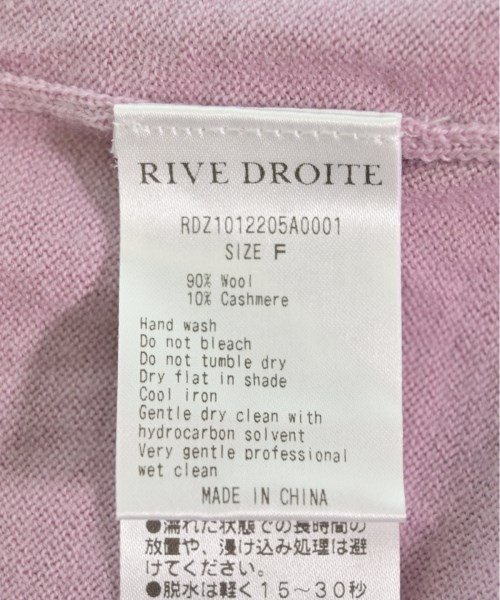 RIVE DROITE
RDZ1012205A0001
SIZE F
90% Wool
10% Cashmere
Hand wash
Do not bleach
Do not tumble dry
Dry flat in shade
Cool iron
Gentle dry clean with
hydrocarbon solvent
Very gentle professional
wet clean
MADE IN CHINA
●濡れた状態での長時間の
放置や、浸け込み処理は避
けてください。
●脱水は軽く15～30秒